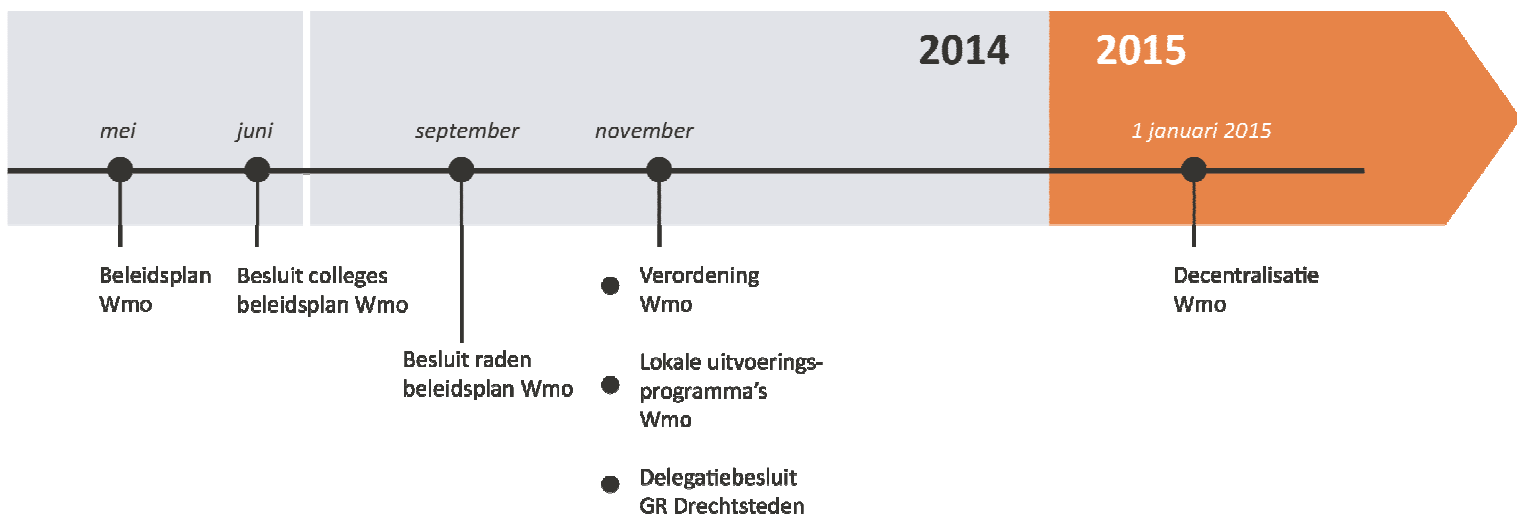 2014
2015
mei
juni
september
november
1 januari 2015
Beleidsplan
Wmo
Besluit colleges
beleidsplan Wmo
Besluit raden
beleidsplan Wmo
Verordening
Wmo
Lokale uitvoerings-
programma's
Wmo
Delegatiebesluit
GR Drechtsteden
Decentralisatie
Wmo